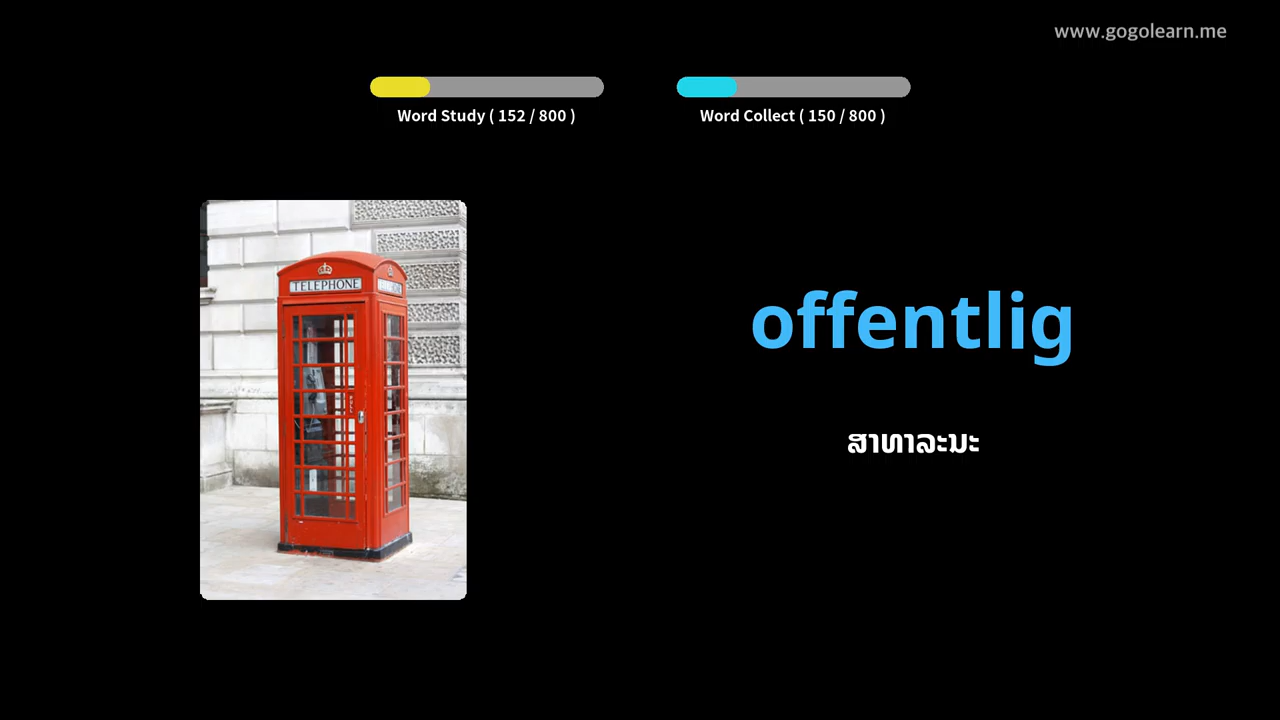 www.gogolearn.me
Word Study ( 152 / 800 )
Word Collect ( 150 / 800 )
TELEPHONE
offentlig
ສາທາລະນະ